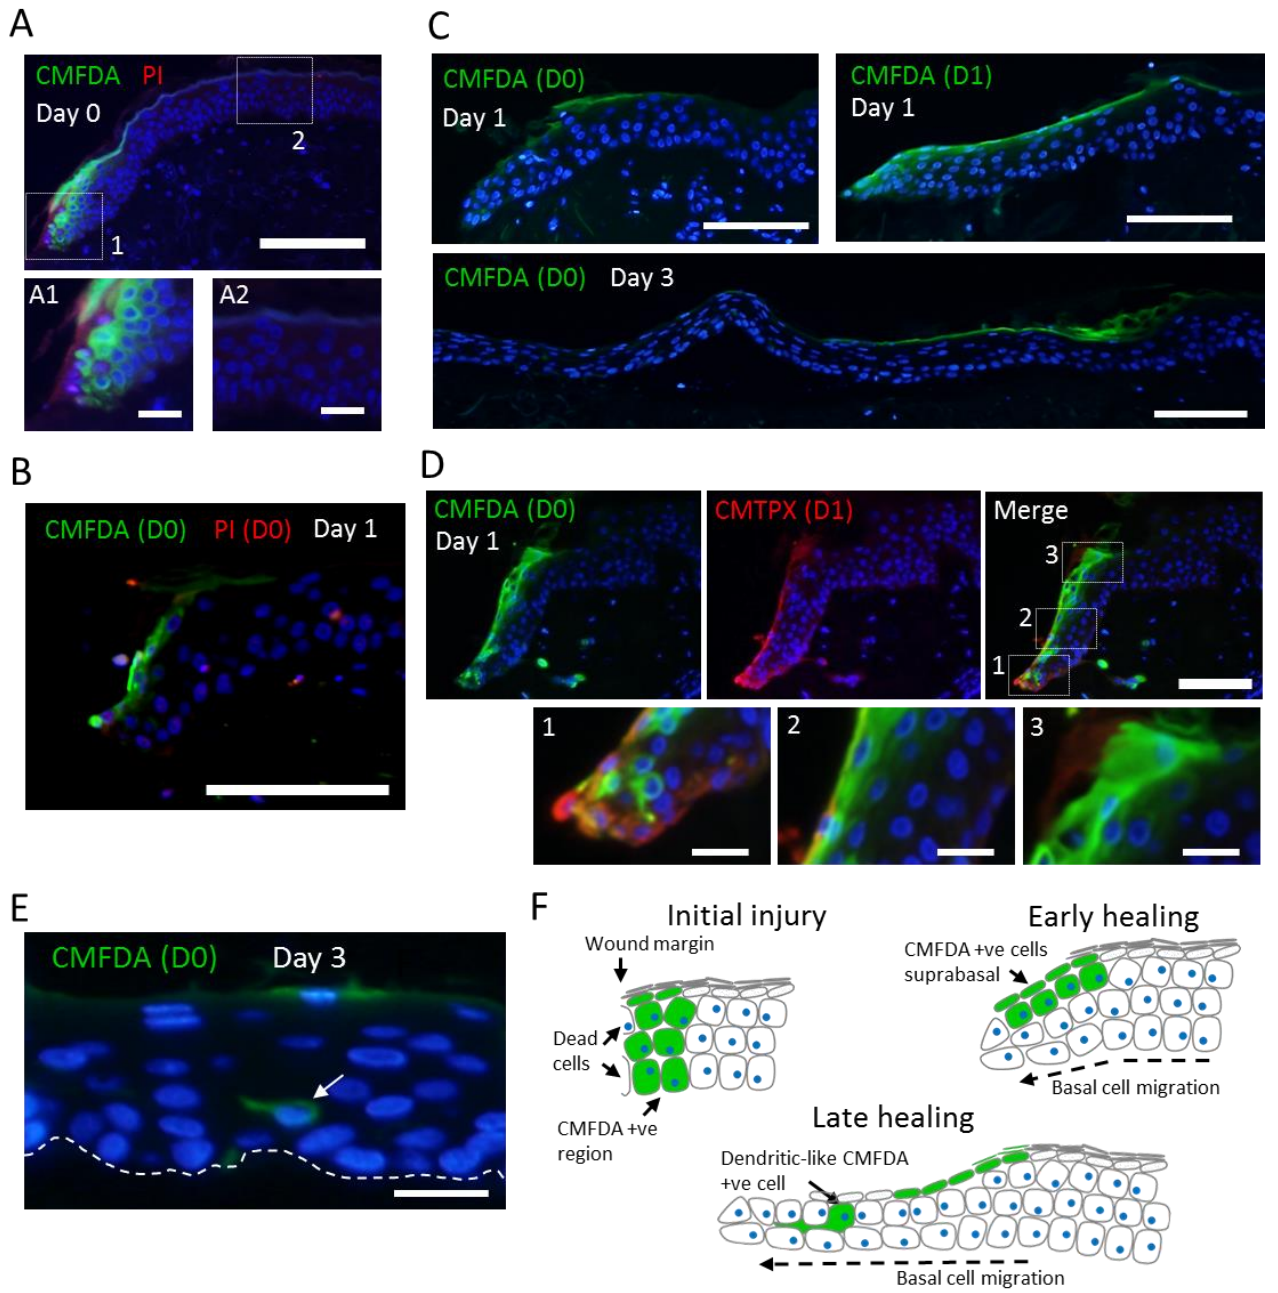 A
CMFDA PI
Day 0
2
1
A1
A2
B
CMFDA (D0) PI (D0) Day 1
C
CMFDA (D0)
Day 1
CMFDA (D1)
Day 1
CMFDA (D0) Day 3
D
CMFDA (D0)
Day 1
CMTPX (D1)
Merge
3
2
1
1
2
3
E
CMFDA (D0) Day 3
F
Initial injury
Wound margin
Dead
cells
CMFDA +ve
region
Early healing
CMFDA +ve cells
suprabasal
Basal cell migration
Late healing
Dendritic-like CMFDA
+ve cell
Basal cell migration